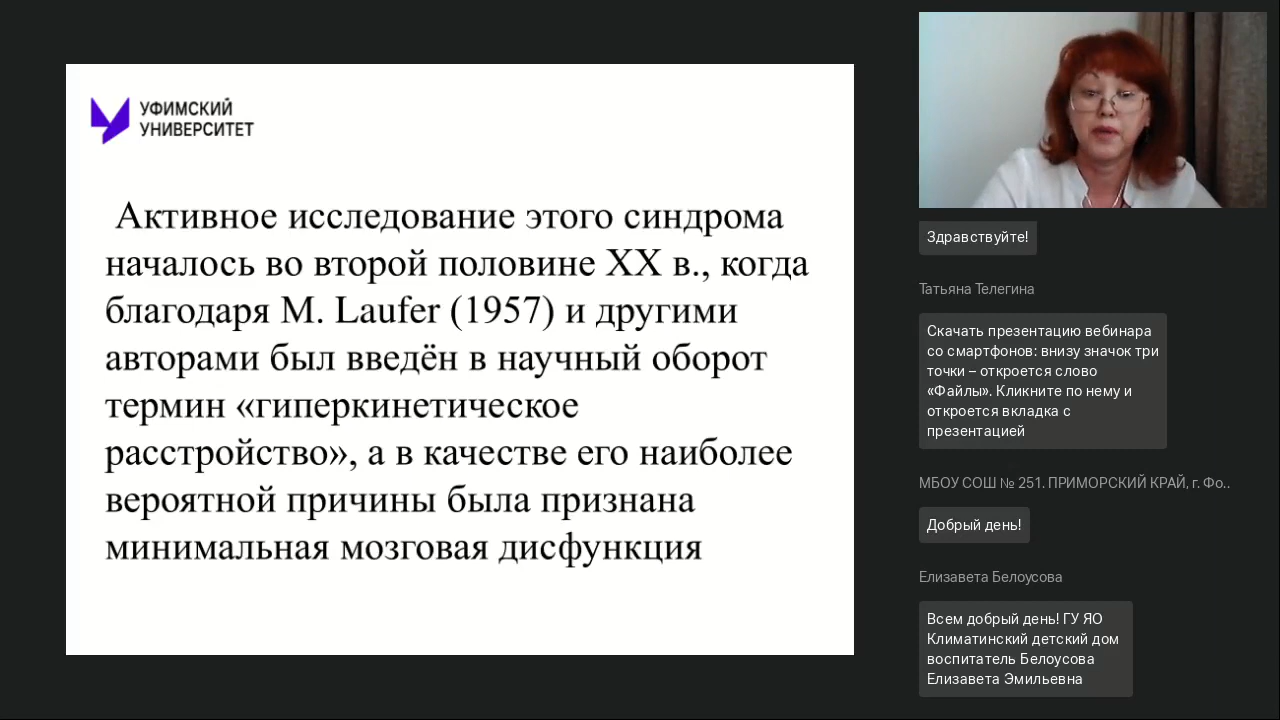 УФИМСКИЙ
УНИВЕРСИТЕТ
Активное исследование этого синдрома
началось во второй половине XX в., когда
благодаря M. Laufer (1957) и другими
авторами был введён в научный оборот
термин «гиперкинетическое
расстройство», а в качестве его наиболее
вероятной причины была признана
минимальная мозговая дисфункция
Здравствуйте!
Татьяна Телегина
Скачать презентацию вебинара
со смартфонов: внизу значок три
точки – откроется слово
«Файлы». Кликните по нему и
откроется вкладка с
презентацией
МБОУ СОШ № 251. ПРИМОРСКИЙ КРАЙ, г. Фо..
Добрый день!
Елизавета Белоусова
Всем добрый день! ГУ ЯО
Климатинский детский дом
воспитатель Белоусова
Елизавета Эмильевна